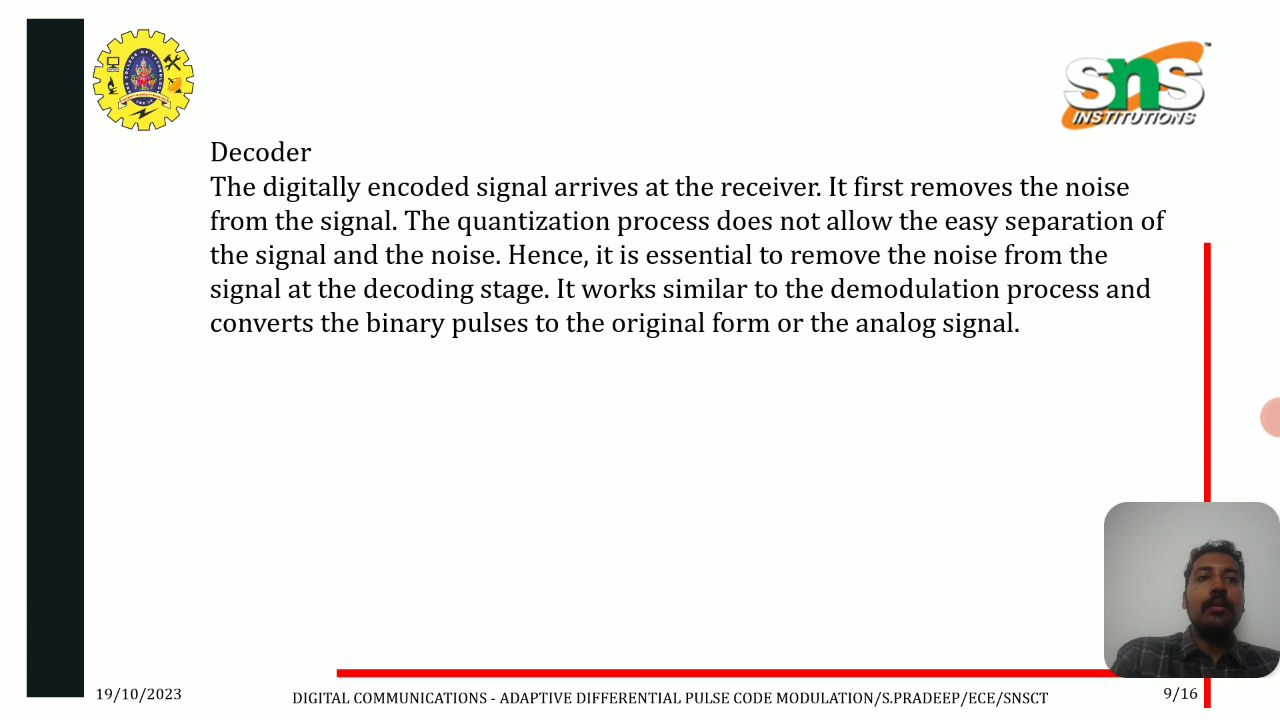 SNS
INSTITUTIONS
Decoder
The digitally encoded signal arrives at the receiver. It first removes the noise
from the signal. The quantization process does not allow the easy separation of
the signal and the noise. Hence, it is essential to remove the noise from the
signal at the decoding stage. It works similar to the demodulation process and
converts the binary pulses to the original form or the analog signal.
19/10/2023
DIGITAL COMMUNICATIONS - ADAPTIVE DIFFERENTIAL PULSE CODE MODULATION/S.PRADEEP/ECE/SNSCT
9/16